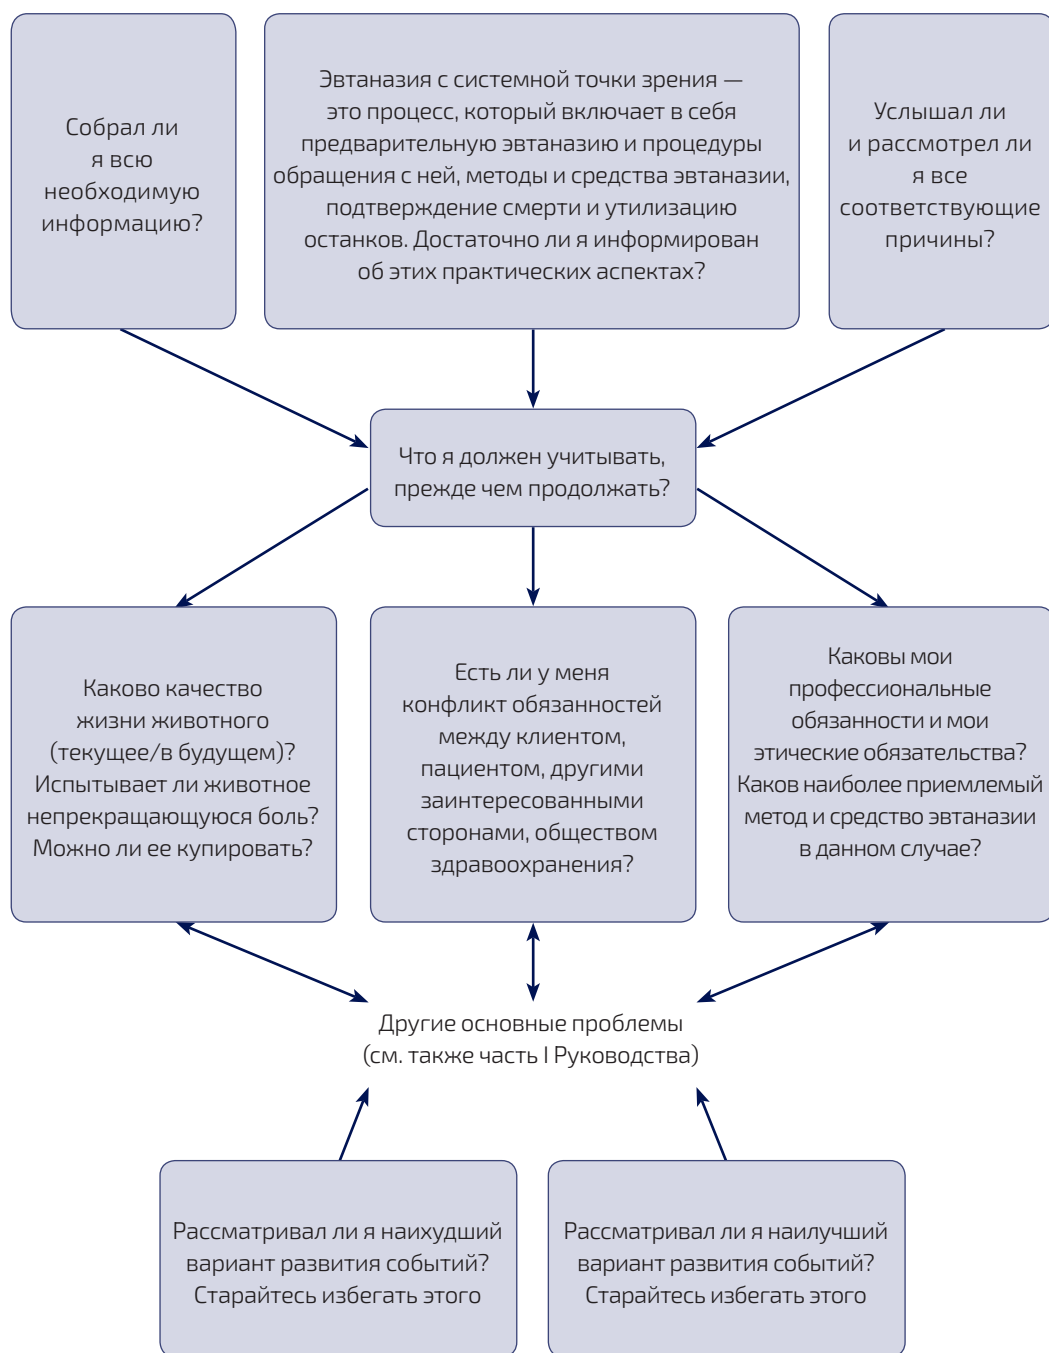 Собрал ли
я всю
необходимую
информацию?
Эвтаназия с системной точки зрения —
это процесс, который включает в себя
предварительную эвтаназию и процедуры
обращения с ней, методы и средства эвтаназии,
подтверждение смерти и утилизацию
останков. Достаточно ли я информирован
об этих практических аспектах?
Услышал ли
и рассмотрел ли
я все
соответствующие
причины?
Что я должен учитывать,
прежде чем продолжать?
Каково качество
жизни животного
(текущее/в будущем)?
Испытывает ли животное
непрекращающуюся боль?
Можно ли ее купировать?
Есть ли у меня
конфликт обязанностей
между клиентом,
пациентом, другими
заинтересованными
сторонами, обществом
здравоохранения?
Каковы мои
профессиональные
обязанности и мои
этические обязательства?
Каков наиболее приемлемый
метод и средство эвтаназии
в данном случае?
Другие основные проблемы
(см. также часть I Руководства)
Рассматривал ли я наихудший
вариант развития событий?
Старайтесь избегать этого
Рассматривал ли я наилучший
вариант развития событий?
Старайтесь избегать этого